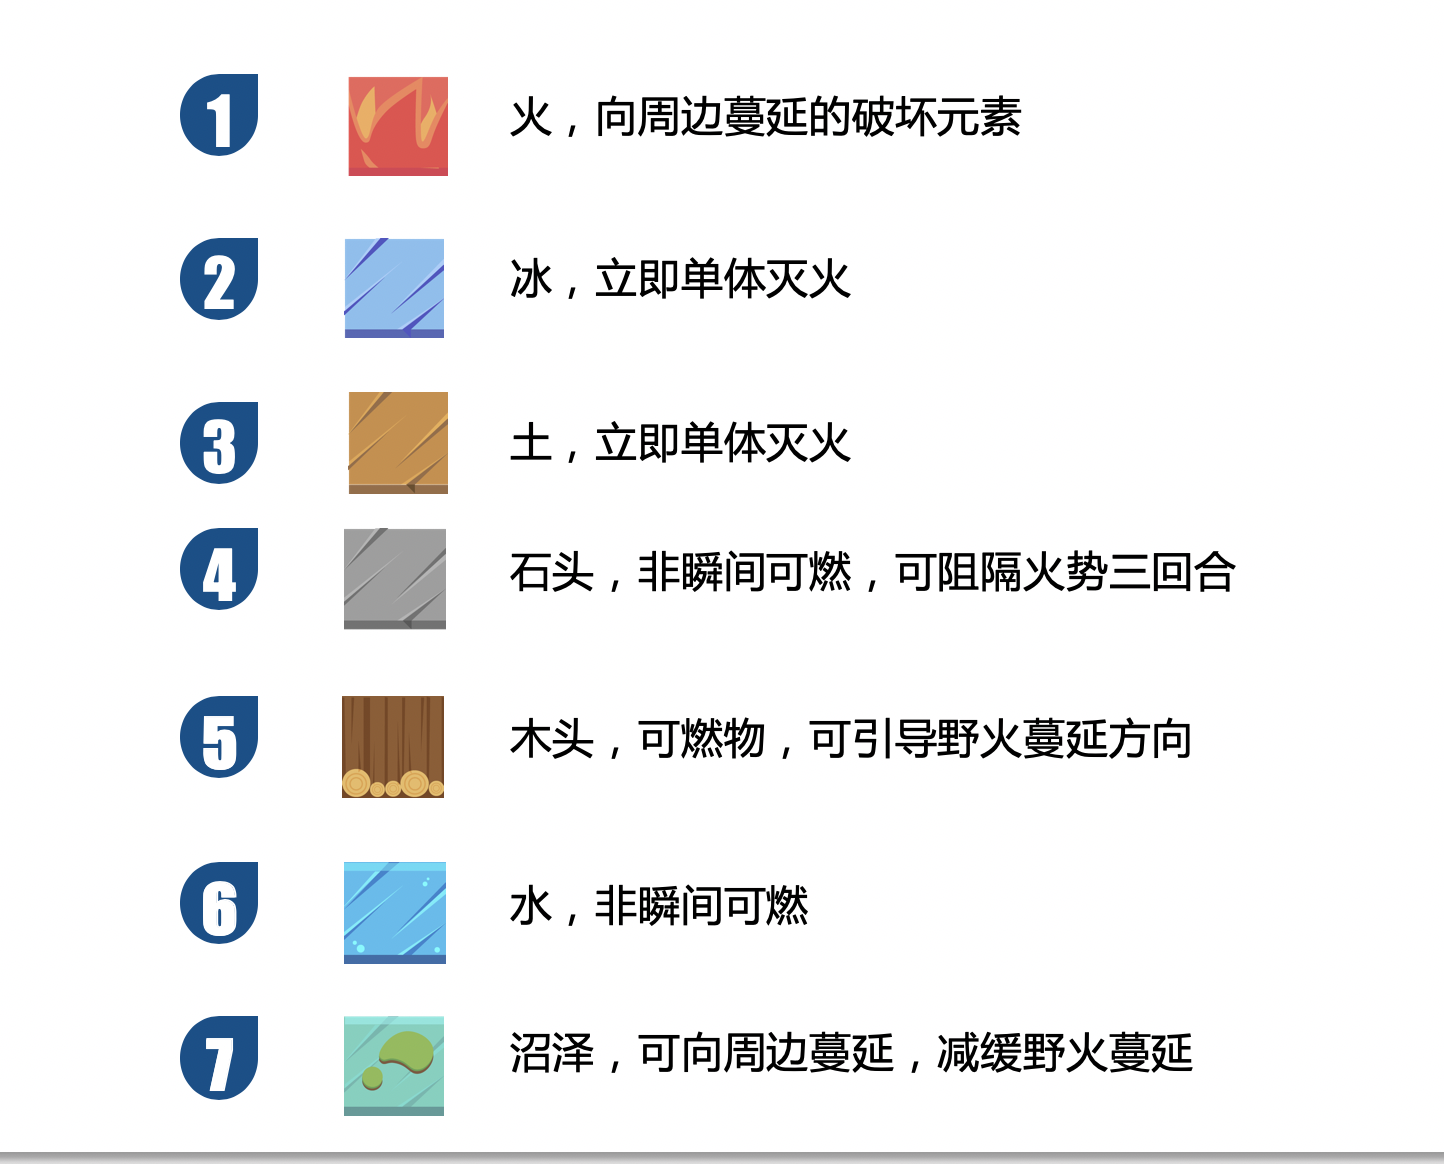 1 火，向周边蔓延的破坏元素
2 冰，立即单体灭火
3 土，立即单体灭火
4 石头，非瞬间可燃，可阻隔火势三回合
5 木头，可燃物，可引导野火蔓延方向
6 水，非瞬间可燃
7 沼泽，可向周边蔓延，减缓野火蔓延